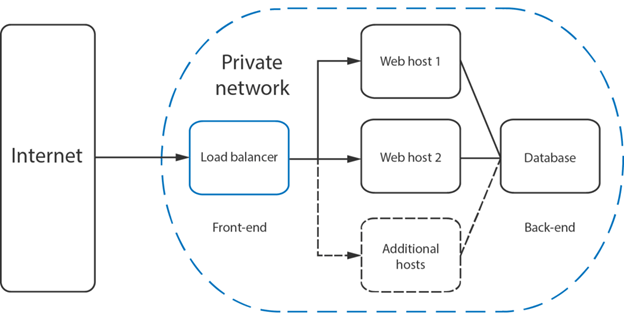 Internet
Private
network
Load balancer
Front-end
Web host 1
Web host 2
Additional
hosts
Database
Back-end